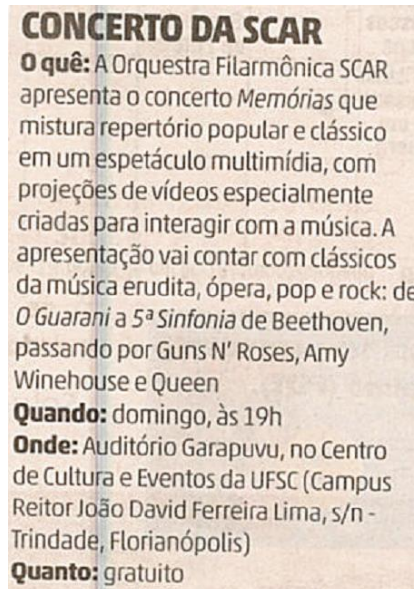 CONCERTO DA SCAR
O quê: A Orquestra Filarmônica SCAR
apresenta o concerto Memórias que
mistura repertório popular e clássico
em um espetáculo multimídia, com
projeções de vídeos especialmente
criadas para interagir com a música. A
apresentação vai contar com clássicos
da música erudita, ópera, pop e rock: de
O Guarani a 5ª Sinfonia de Beethoven,
passando por Guns N' Roses, Amy
Winehouse e Queen
Quando: domingo, às 19h
Onde: Auditório Garapuvu, no Centro
de Cultura e Eventos da UFSC (Campus
Reitor João David Ferreira Lima, s/n -
Trindade, Florianópolis)
Quanto: gratuito